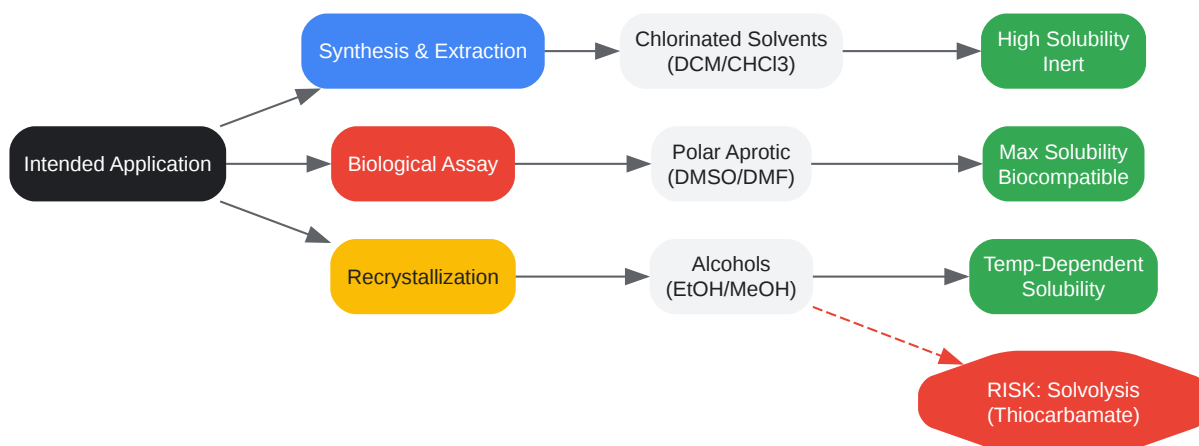 Intended Application
Synthesis & Extraction
Chlorinated Solvents
(DCM/CHCl3)
High Solubility
Inert
Biological Assay
Polar Aprotic
(DMSO/DMF)
Max Solubility
Biocompatible
Recrystallization
Alcohols
(EtOH/MeOH)
Temp-Dependent
Solubility
RISK: Solvolysis
(Thiocarbamate)